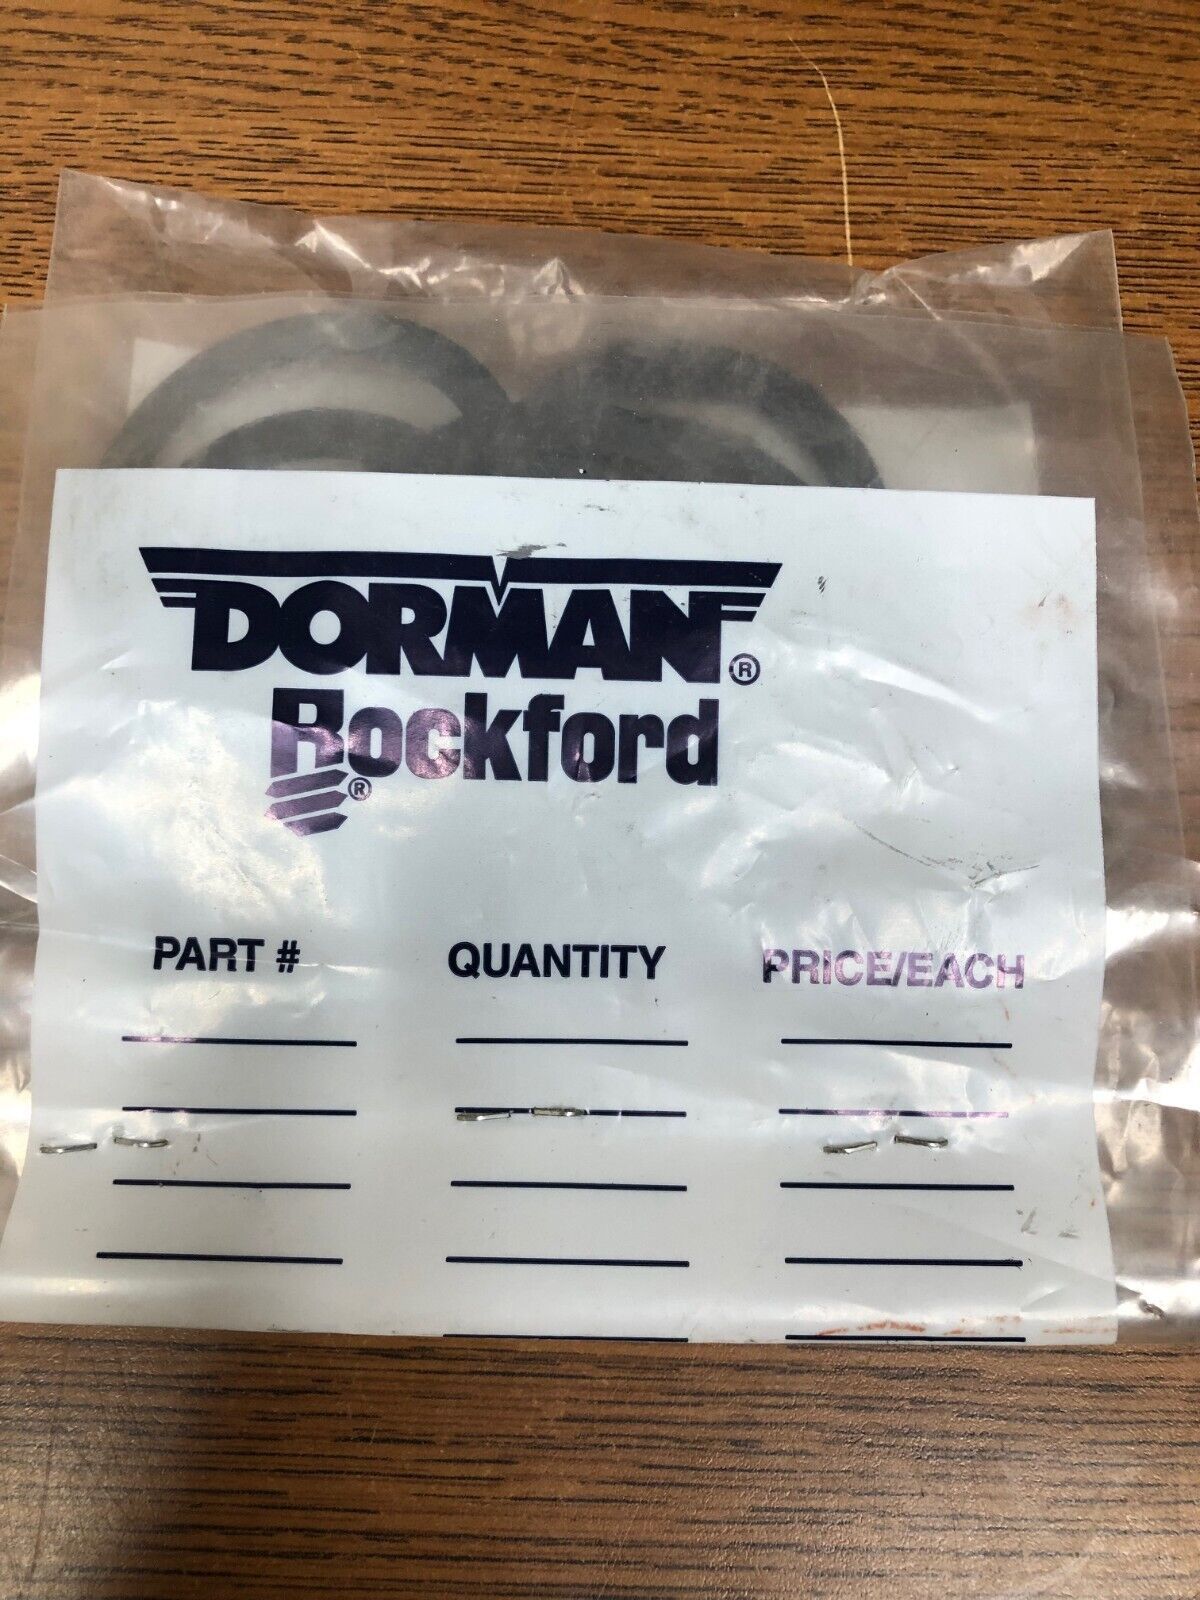 DORMAN®
Rockford
®
PART # QUANTITY PRICE/EACH